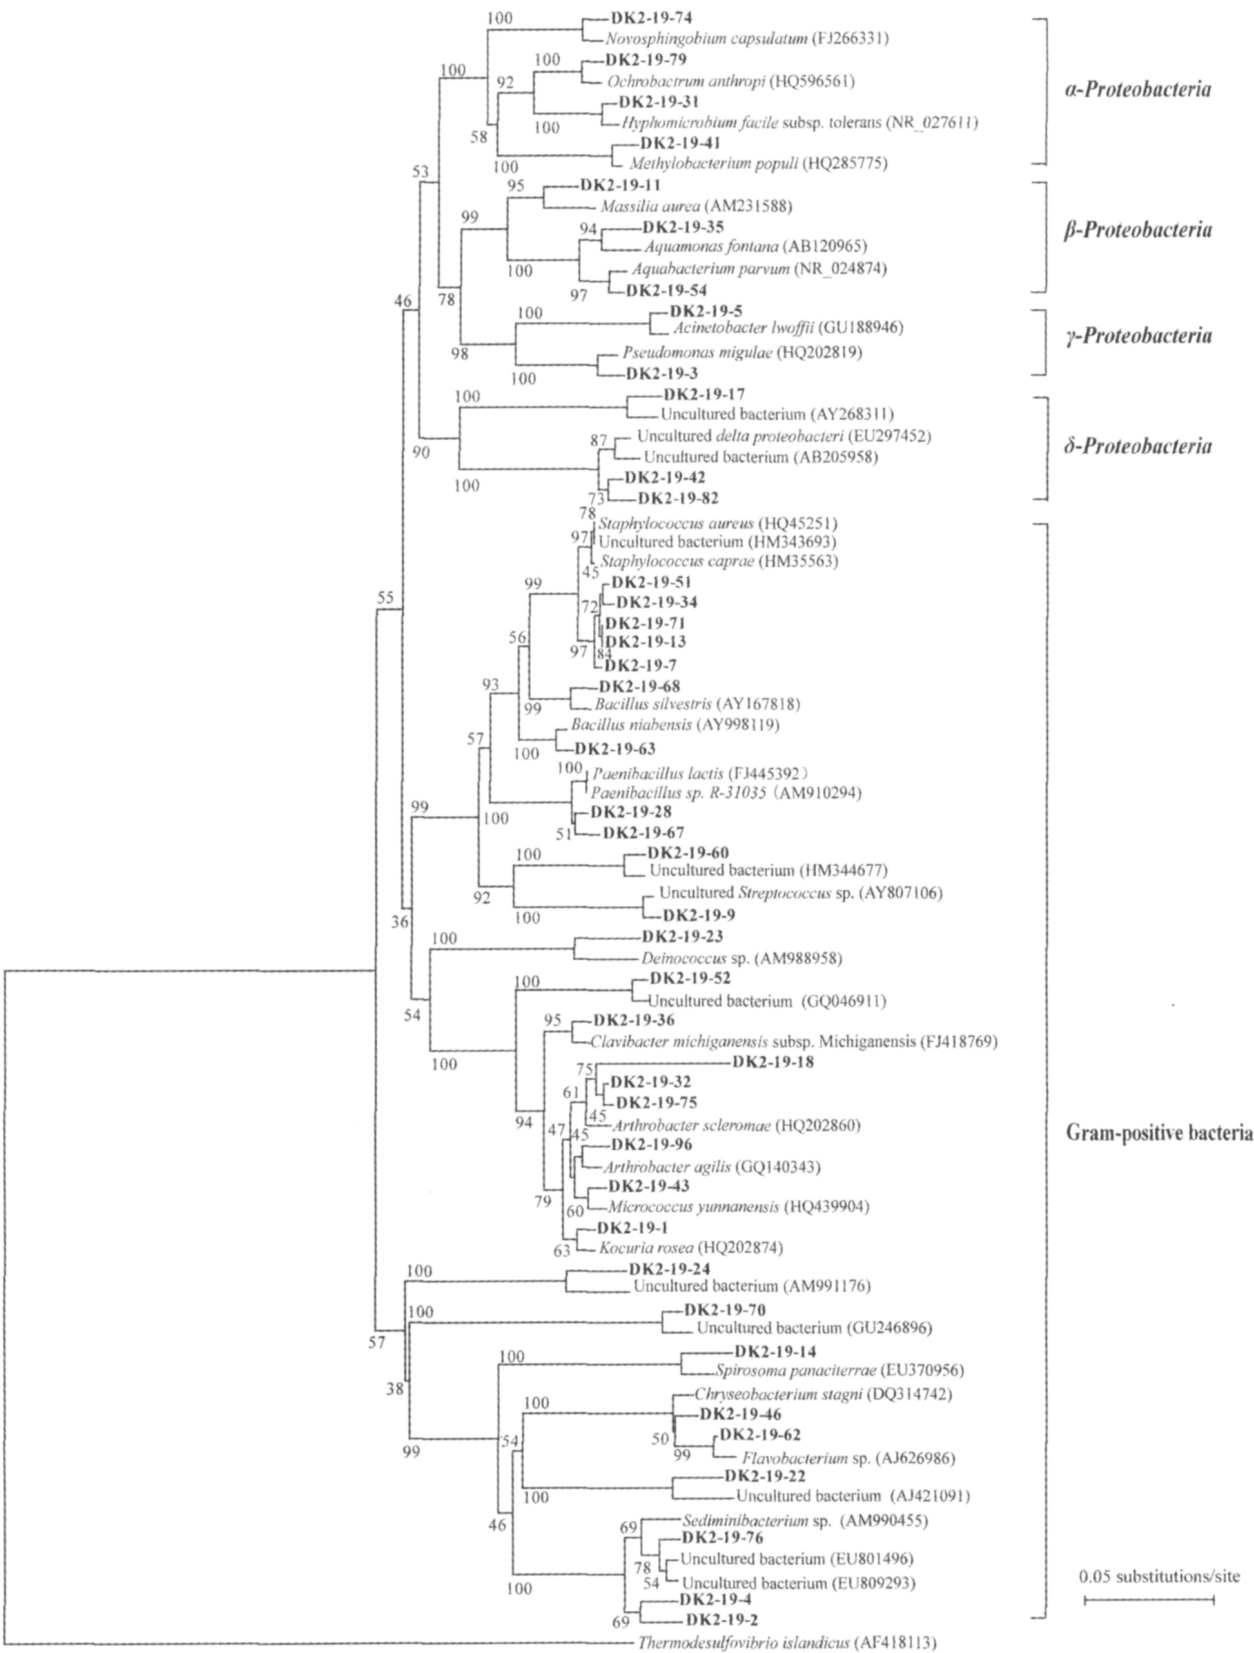 100
DK2-19-74
Novosphingobium capsulatum (FJ266331)
100
100
DK2-19-79
92
Ochrobactrum anthropi (HQ596561)
α-Proteobacteria
DK2-19-31
100
Hyphomicrobium facile subsp. tolerans (NR_027611)
58
DK2-19-41
100
Methylobacterium populi (HQ285775)
53
95
DK2-19-11
Massilia aurea (AM231588)
99
94
DK2-19-35
β-Proteobacteria
Aquamonas fontana (AB120965)
100
Aquabacterium parvum (NR_024874)
97
DK2-19-54
46
78
100
DK2-19-5
Acinetobacter lwoffii (GU188946)
γ-Proteobacteria
98
Pseudomonas migulae (HQ202819)
100
DK2-19-3
100
DK2-19-17
Uncultured bacterium (AY268311)
87
Uncultured delta proteobacteri (EU297452)
δ-Proteobacteria
90
Uncultured bacterium (AB205958)
100
DK2-19-42
73
DK2-19-82
78
Staphylococcus aureus (HQ45251)
97
Uncultured bacterium (HM343693)
Staphylococcus caprae (HM35563)
45
99
DK2-19-51
55
72
DK2-19-34
DK2-19-71
56
DK2-19-13
97
84
DK2-19-7
93
DK2-19-68
99
Bacillus silvestris (AY167818)
Bacillus niabensis (AY998119)
57
100
DK2-19-63
100
Paenibacillus lactis (FJ445392)
Paenibacillus sp. R-31035 (AM910294)
99
100
DK2-19-28
51
DK2-19-67
100
DK2-19-60
Uncultured bacterium (HM344677)
92
Uncultured Streptococcus sp. (AY807106)
36
100
DK2-19-9
100
DK2-19-23
Deinococcus sp. (AM988958)
100
DK2-19-52
Uncultured bacterium (GQ046911)
54
95
DK2-19-36
Clavibacter michiganensis subsp. Michiganensis (FJ418769)
100
75
DK2-19-18
61
DK2-19-32
DK2-19-75
94
45
Arthrobacter scleromae (HQ202860)
Gram-positive bacteria
47
45
DK2-19-96
Arthrobacter agilis (GQ140343)
79
DK2-19-43
60
Micrococcus yunnanensis (HQ439904)
DK2-19-1
63
Kocuria rosea (HQ202874)
100
DK2-19-24
Uncultured bacterium (AM991176)
100
DK2-19-70
57
Uncultured bacterium (GU246896)
100
DK2-19-14
38
Spirosoma panaciterrae (EU370956)
Chryseobacterium stagni (DQ314742)
100
DK2-19-46
99
54
50
DK2-19-62
99
Flavobacterium sp. (AJ626986)
DK2-19-22
100
Uncultured bacterium (AJ421091)
46
69
Sediminibacterium sp. (AM990455)
DK2-19-76
78
Uncultured bacterium (EU801496)
100
54
Uncultured bacterium (EU809293)
0.05 substitutions/site
DK2-19-4
69
DK2-19-2
Thermodesulfovibrio islandicus (AF418113)